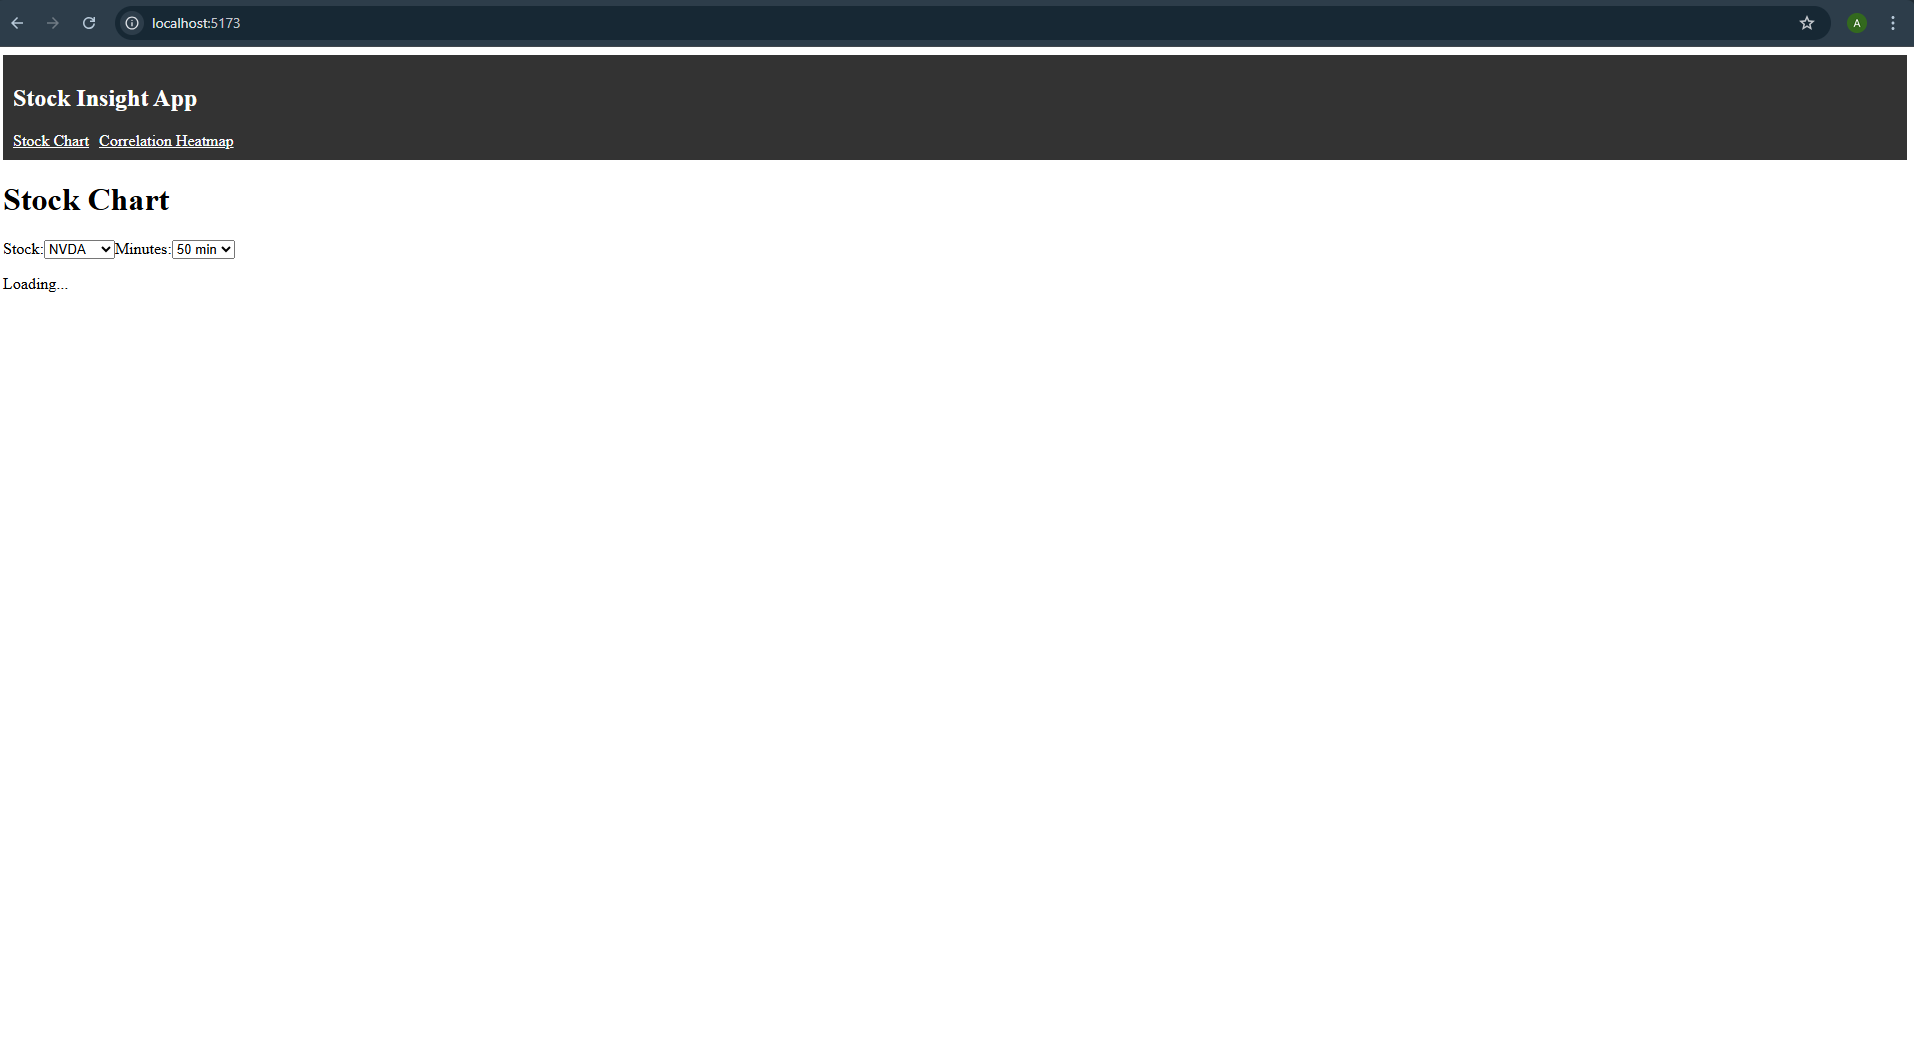 localhost:5173
A
Stock Insight App
Stock Chart Correlation Heatmap
Stock Chart
Stock: NVDA Minutes: 50 min
Loading...